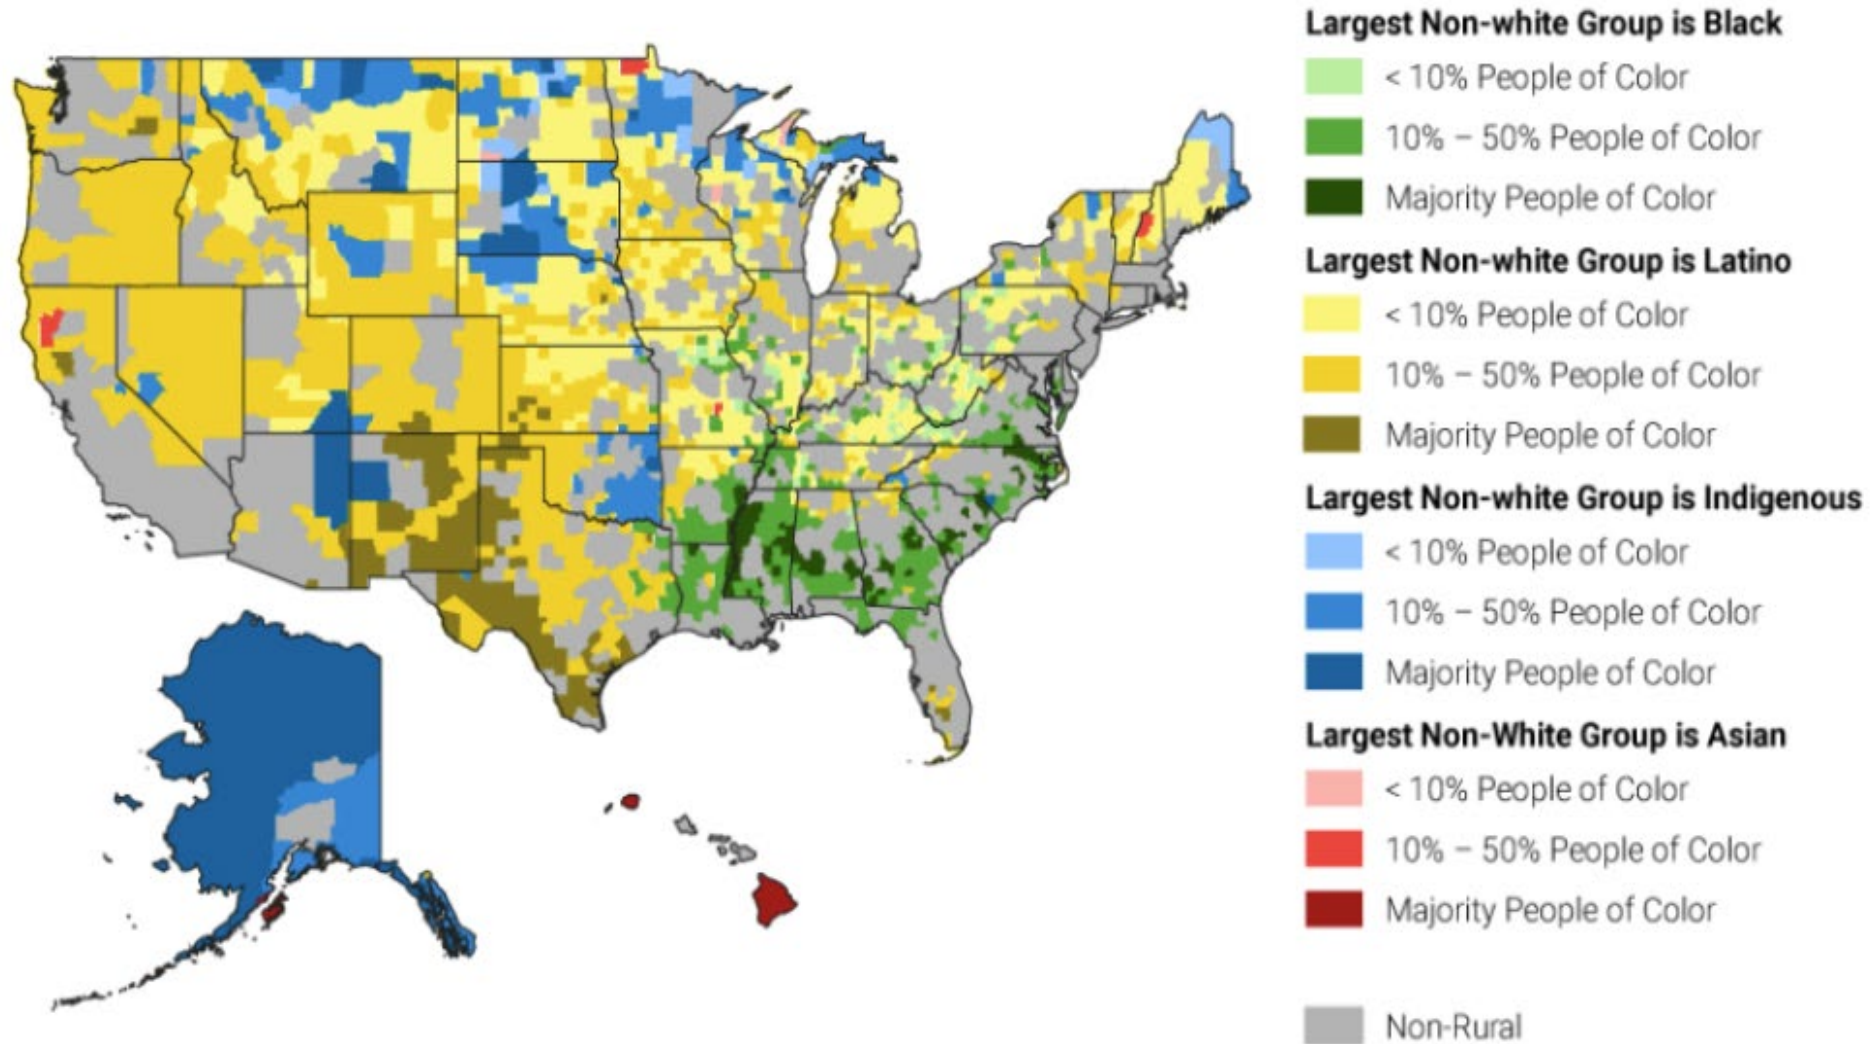 Largest Non-white Group is Black
< 10% People of Color
10% – 50% People of Color
Majority People of Color
Largest Non-white Group is Latino
< 10% People of Color
10% – 50% People of Color
Majority People of Color
Largest Non-white Group is Indigenous
< 10% People of Color
10% – 50% People of Color
Majority People of Color
Largest Non-White Group is Asian
< 10% People of Color
10% – 50% People of Color
Majority People of Color
Non-Rural